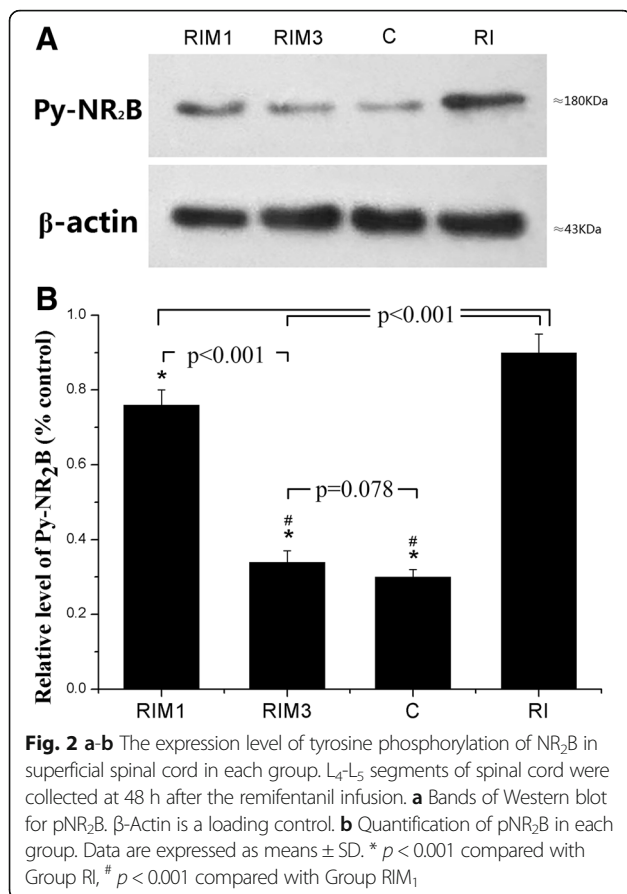 A
RIM1 RIM3 C RI
Py-NR₂B
≈180KDa
β-actin
≈43KDa
B
Relative level of Py-NR₂B (% control)
1.0
0.8
0.6
0.4
0.2
0.0
p<0.001
p<0.001
*
p=0.078
#
*
#
*
RIM1 RIM3 C RI
Fig. 2 a-b The expression level of tyrosine phosphorylation of NR₂B in
superficial spinal cord in each group. L₄-L₅ segments of spinal cord were
collected at 48 h after the remifentanil infusion. a Bands of Western blot
for pNR₂B. β-Actin is a loading control. b Quantification of pNR₂B in each
group. Data are expressed as means ± SD. * p < 0.001 compared with
Group RI, # p < 0.001 compared with Group RIM₁